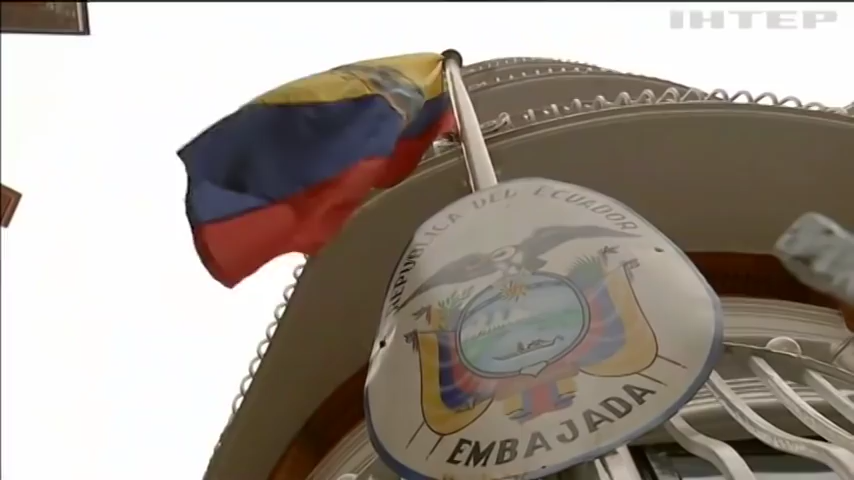 ІНТЕР
REPUBLICA DEL ECUADOR
EMBAJADA